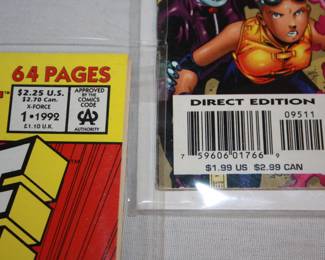 64 PAGES
$2.25 U.S.
$2.70 Can.
X-FORCE
1•1992
£1.10 U.K.
APPROVED
BY THE
COMICS
CODE
CA
AUTHORITY
DIRECT EDITION
09511
7 59606 01766 9
$1.99 US $2.99 CAN